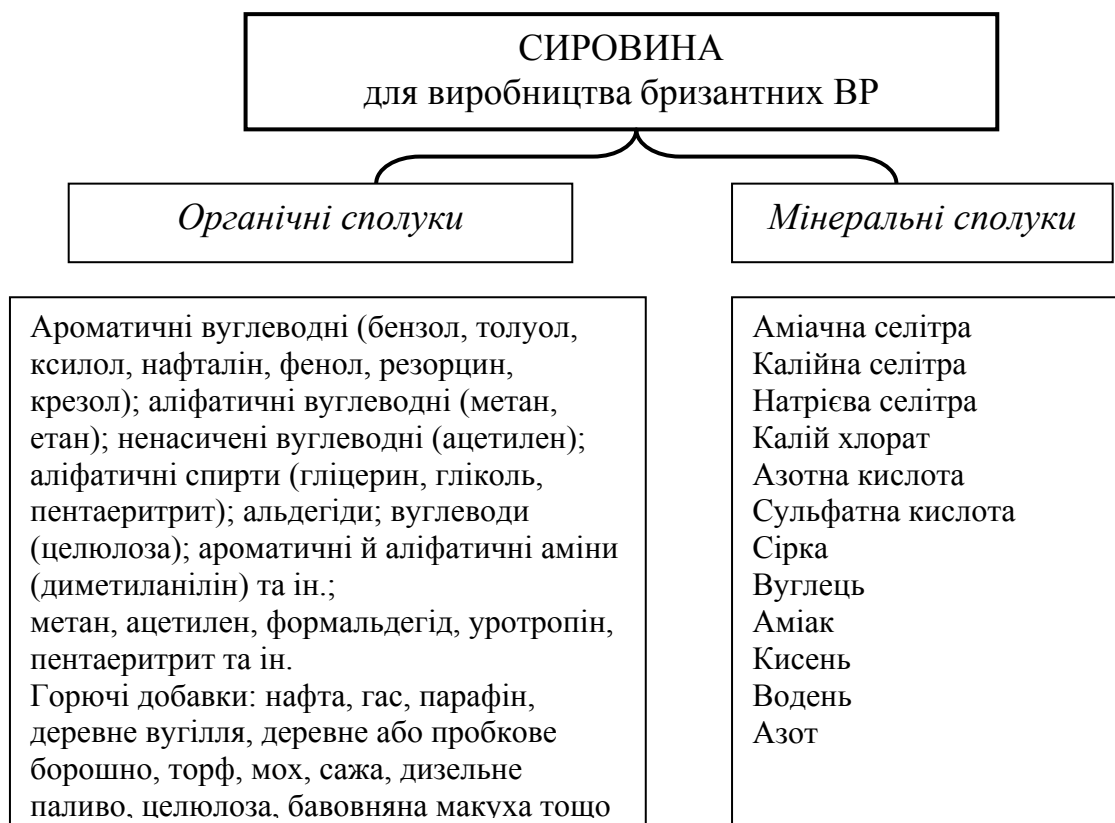 СИРОВИНА
для виробництва бризантних ВР
Органічні сполуки
Мінеральні сполуки
Ароматичні вуглеводні (бензол, толуол,
ксилол, нафталін, фенол, резорцин,
крезол); аліфатичні вуглеводні (метан,
етан); ненасичені вуглеводні (ацетилен);
аліфатичні спирти (гліцерин, гліколь,
пентаеритрит); альдегіди; вуглеводи
(целюлоза); ароматичні й аліфатичні аміни
(диметиланілін) та ін.;
метан, ацетилен, формальдегід, уротропін,
пентаеритрит та ін.
Горючі добавки: нафта, гас, парафін,
деревне вугілля, деревне або пробкове
борошно, торф, мох, сажа, дизельне
паливо, целюлоза, бавовняна макуха тощо
Аміачна селітра
Калійна селітра
Натрієва селітра
Калій хлорат
Азотна кислота
Сульфатна кислота
Сірка
Вуглець
Аміак
Кисень
Водень
Азот